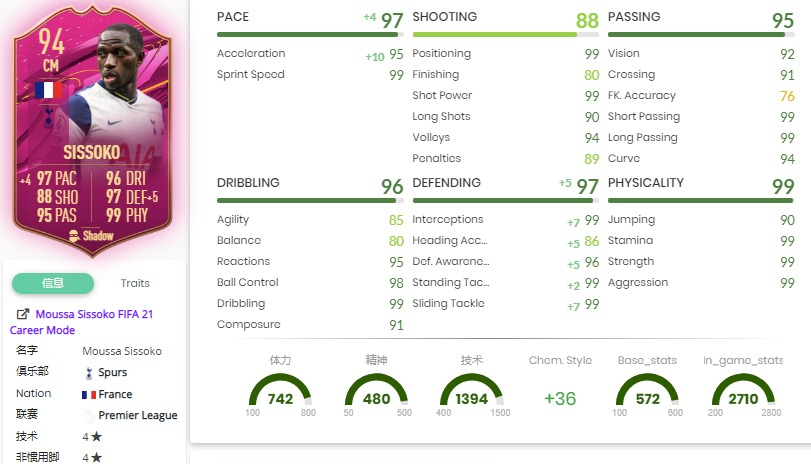 94
CM
SISSOKO
+4 97 PAC 96 DRI
88 SHO 97 DEF+5
95 PAS 99 PHY
Shadow
信息 Traits
Moussa Sissoko FIFA 21
Career Mode
名字 Moussa Sissoko
俱乐部 Spurs
Nation France
联赛 Premier League
技术 4★
非惯用脚 4★
PACE +4 97
Acceleration +10 95
Sprint Speed 99
SHOOTING 88
Positioning 99
Finishing 80
Shot Power 99
Long Shots 90
Volleys 94
Penalties 89
PASSING 95
Vision 92
Crossing 91
FK. Accuracy 76
Short Passing 99
Long Passing 99
Curve 94
DRIBBLING 96
Agility 85
Balance 80
Reactions 95
Ball Control 98
Dribbling 99
Composure 91
DEFENDING +5 97
Interceptions +7 99
Heading Acc... +5 86
Def. Awarene... +5 96
Standing Tac... +2 99
Sliding Tackle +7 99
PHYSICALITY 99
Jumping 90
Stamina 99
Strength 99
Aggression 99
体力 精神 技术 Chem. Style Base_stats In_game_stats
742 480 1394 +36 572 2710
100 800 50 500 400 1500 100 600 200 2800